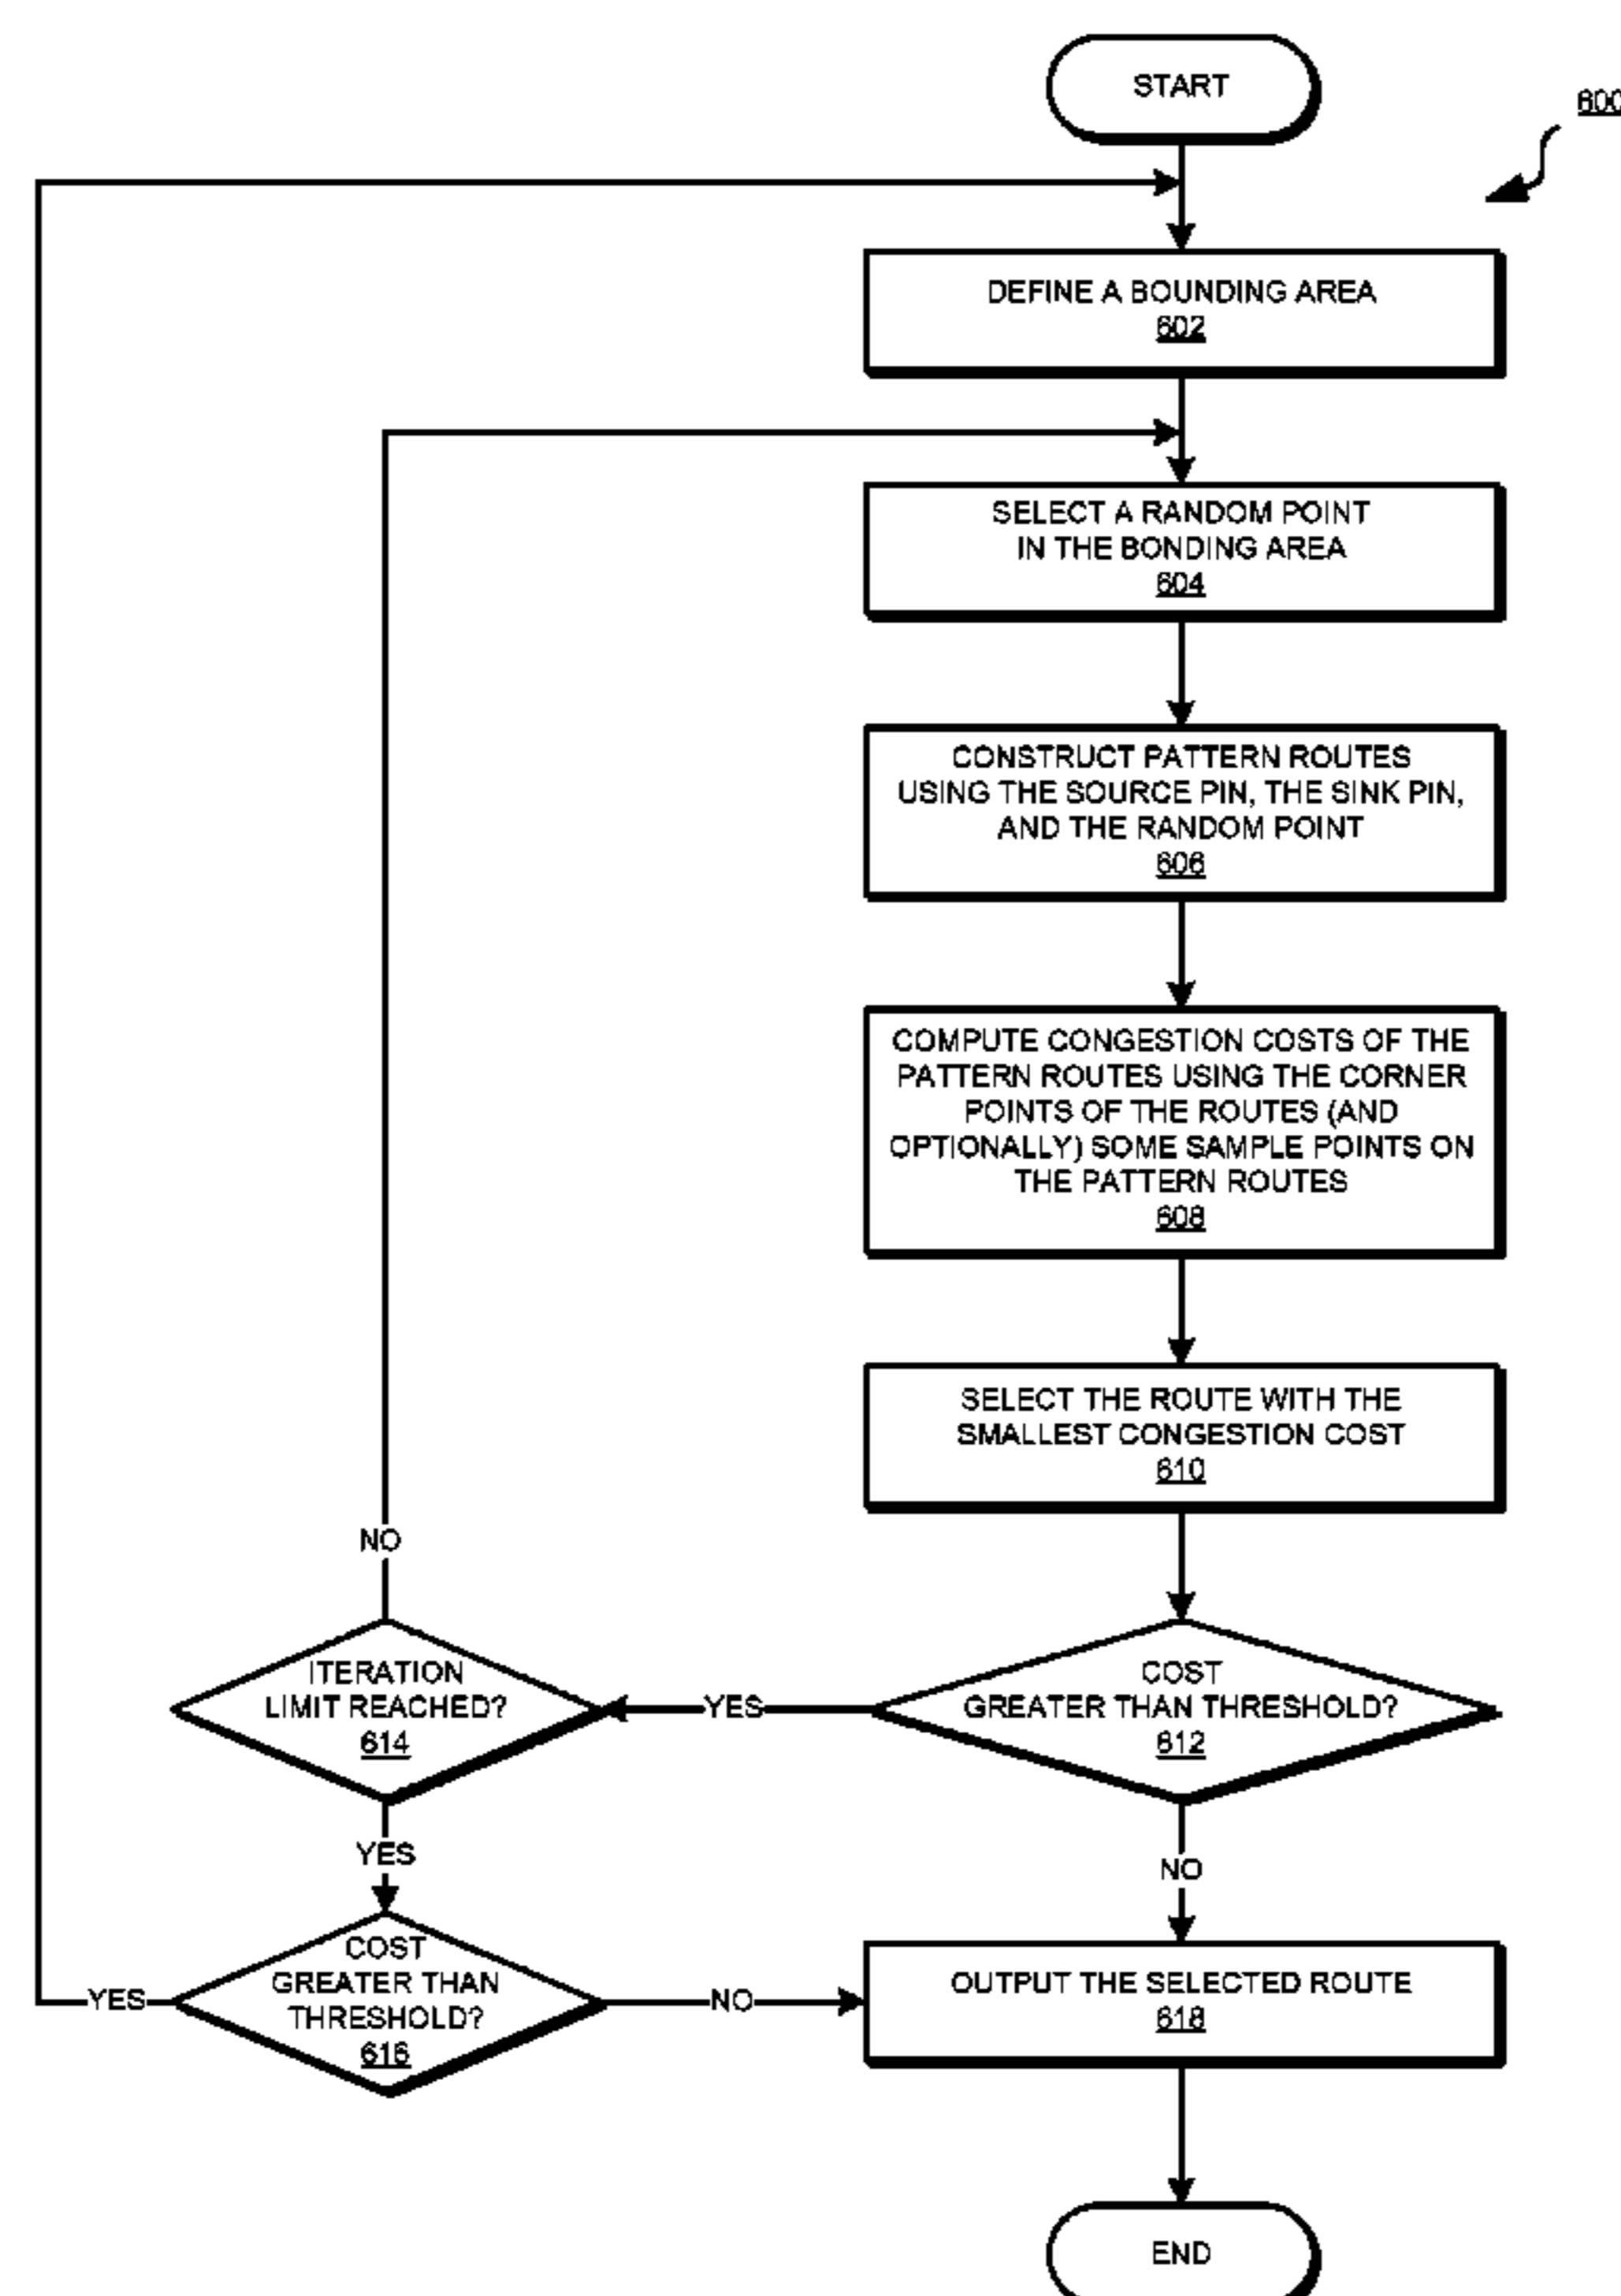 START
600
DEFINE A BOUNDING AREA
602
SELECT A RANDOM POINT
IN THE BONDING AREA
604
CONSTRUCT PATTERN ROUTES
USING THE SOURCE PIN, THE SINK PIN,
AND THE RANDOM POINT
606
COMPUTE CONGESTION COSTS OF THE
PATTERN ROUTES USING THE CORNER
POINTS OF THE ROUTES (AND
OPTIONALLY) SOME SAMPLE POINTS ON
THE PATTERN ROUTES
608
SELECT THE ROUTE WITH THE
SMALLEST CONGESTION COST
610
NO
ITERATION
LIMIT REACHED?
614
YES
COST
GREATER THAN THRESHOLD?
612
YES
NO
COST
GREATER THAN
THRESHOLD?
616
YES
NO
OUTPUT THE SELECTED ROUTE
618
END